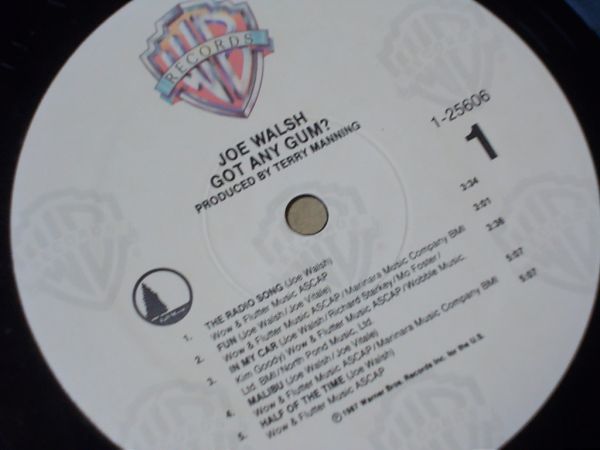 WB
RECORDS
JOE WALSH
GOT ANY GUM?
PRODUCED BY TERRY MANNING
1-25606
1
1. THE RADIO SONG (Joe Walsh) 3:34
Wow & Flutter Music ASCAP
2. FUN (Joe Walsh/Joe Vitale) 3:01
Wow & Flutter Music ASCAP/Marinara Music Company BMI
3. IN MY CAR (Joe Walsh/Richard Starkey/Mo Foster/ 3:36
Kim Goody) Wow & Flutter Music ASCAP/Wobble Music
Ltd. BMI/North Pond Music, Ltd.
4. MALIBU (Joe Walsh/Joe Vitale) 5:07
Wow & Flutter Music ASCAP/Marinara Music Company BMI
5. HALF OF THE TIME (Joe Walsh) 5:07
Wow & Flutter Music ASCAP
Full Moon
℗1987 Warner Bros. Records Inc. for the U.S.